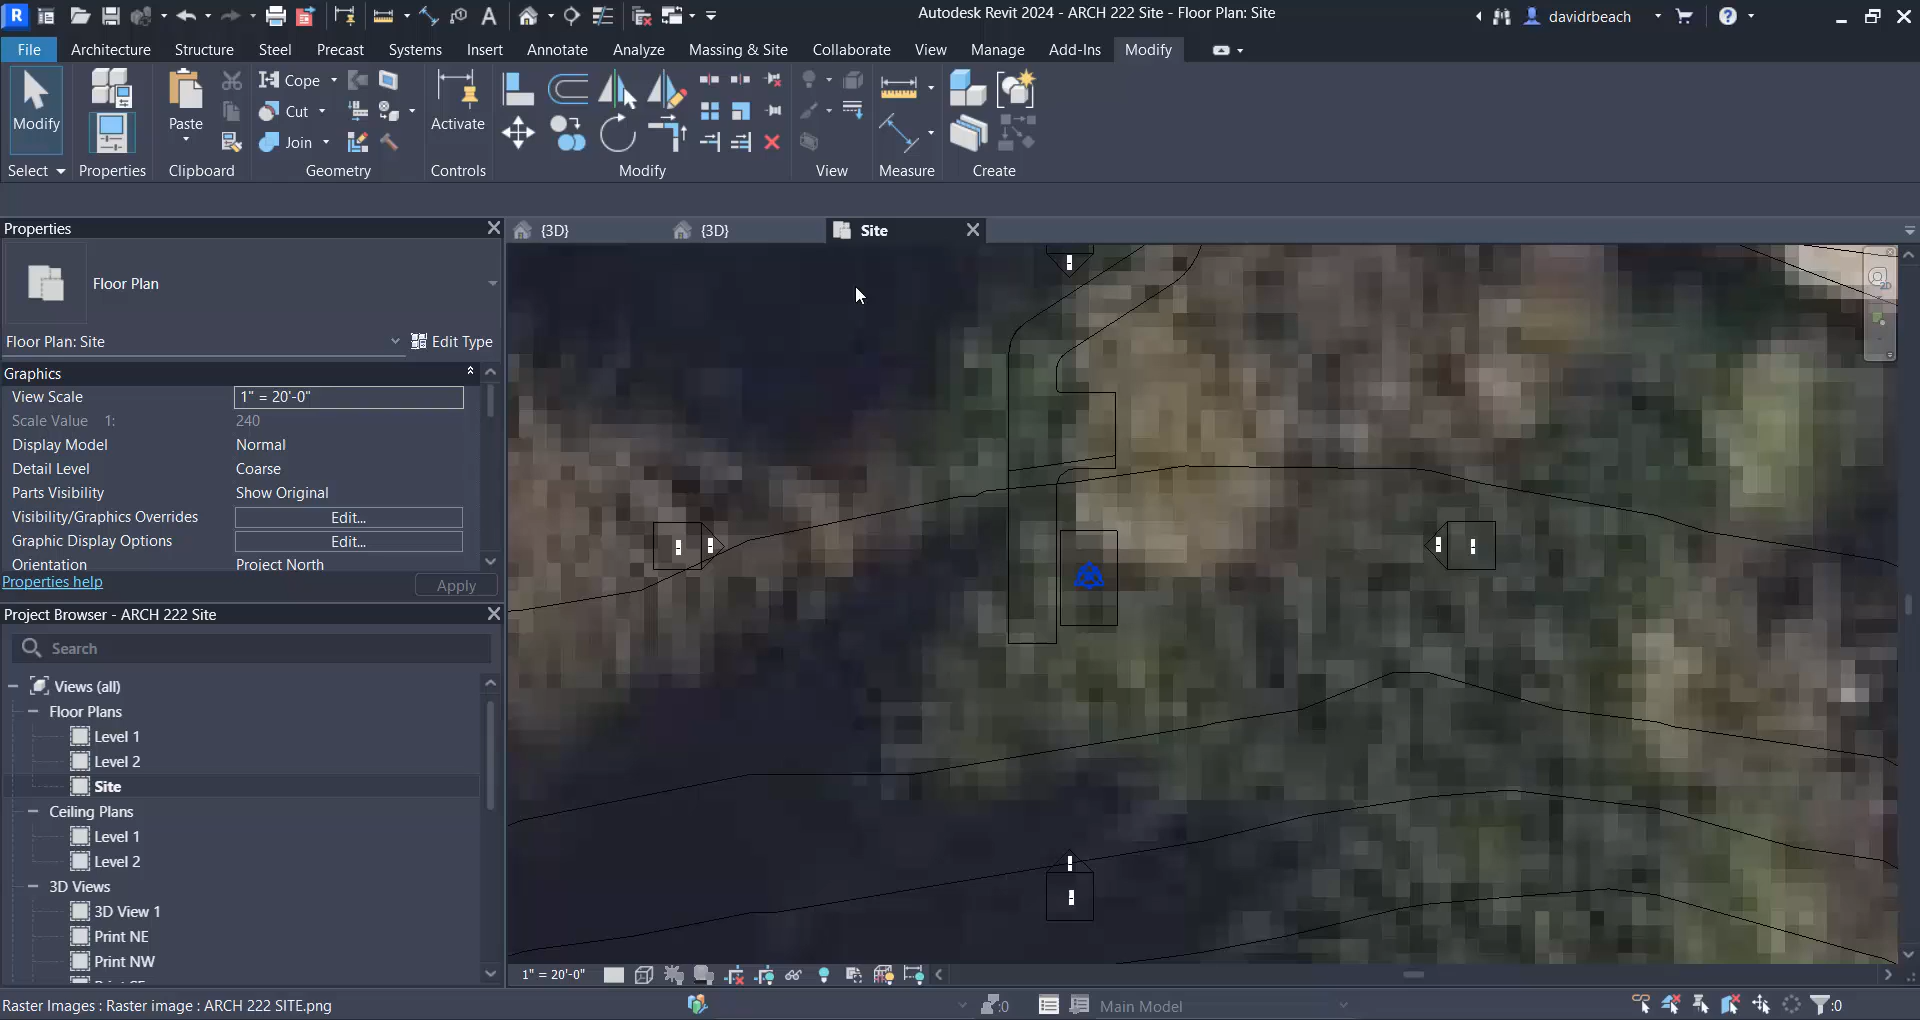 Autodesk Revit 2024 - ARCH 222 Site - Floor Plan: Site
davidrbeach
File Architecture Structure Steel Precast Systems Insert Annotate Analyze Massing & Site Collaborate View Manage Add-Ins Modify
Modify
Paste
Cope
Cut
Join
Activate
Select Properties Clipboard Geometry Controls Modify View Measure Create
Properties
{3D}
{3D}
Site
Floor Plan
Floor Plan: Site
Edit Type
Graphics
View Scale 1" = 20'-0"
Scale Value 1: 240
Display Model Normal
Detail Level Coarse
Parts Visibility Show Original
Visibility/Graphics Overrides Edit...
Graphic Display Options Edit...
Orientation Project North
Properties help
Apply
Project Browser - ARCH 222 Site
Search
Views (all)
Floor Plans
Level 1
Level 2
Site
Ceiling Plans
Level 1
Level 2
3D Views
3D View 1
Print NE
Print NW
1" = 20'-0"
Raster Images : Raster image : ARCH 222 SITE.png
:0
Main Model
:0